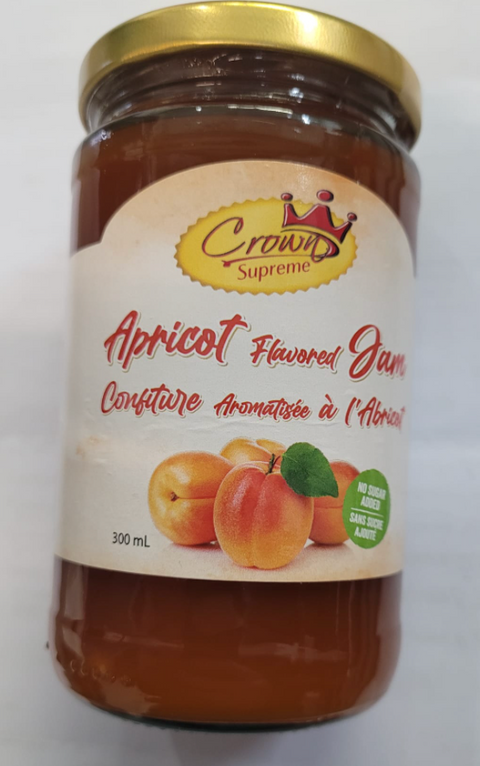 Crown
Supreme
Apricot Flavored Jam
Confiture Aromatisée à l'Abricot
NO SUGAR
ADDED
SANS SUCRE
AJOUTÉ
300 mL